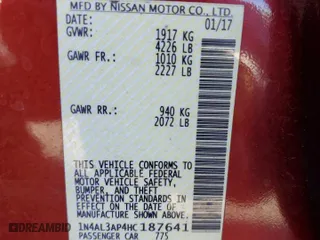 MFD BY NISSAN MOTOR CO., LTD.
DATE: 01/17
GVWR: 1917 KG
4226 LB
GAWR FR: 1010 KG
2227 LB
GAWR RR: 940 KG
2072 LB
THIS VEHICLE CONFORMS TO
ALL APPLICABLE FEDERAL
MOTOR VEHICLE SAFETY,
BUMPER, AND THEFT
PREVENTION STANDARDS
IN EFFECT ON THE DATE OF
MANUFACTURE SHOWN ABOVE.
1N4AL3AP4HC187641
PASSENGER CAR 775
DREAMBID.COM